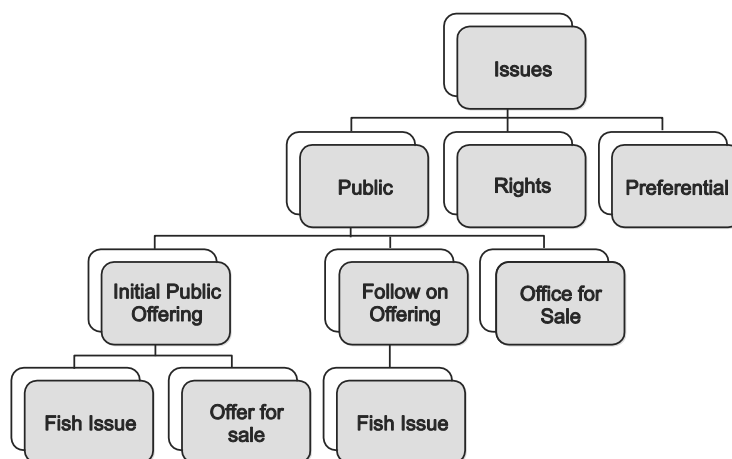 Issues
Public
Rights
Preferential
Initial Public
Offering
Follow on
Offering
Office for
Sale
Fish Issue
Offer for
sale
Fish Issue